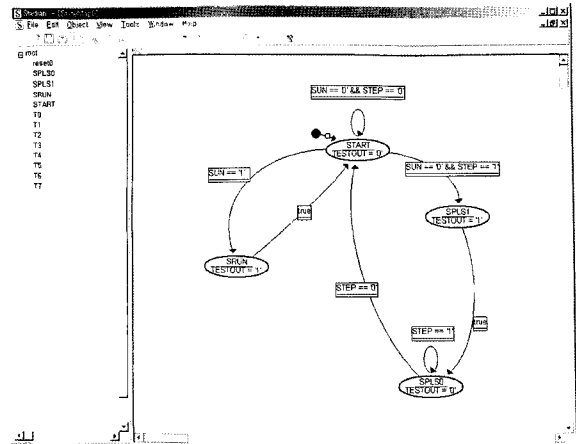 File Edit Object View Tools Window Help
root
reset0
SPLS0
SPLS1
SRUN
START
T0
T1
T2
T3
T4
T5
T6
T7
SUN == '0' && STEP == '0'
START
TESTOUT = '0'
SUN == '1'
SUN == '0' && STEP == '1'
true
SPLS1
TESTOUT = '1'
SRUN
TESTOUT = '1'
STEP == '0'
STEP == '1'
true
SPLS0
TESTOUT = '0'